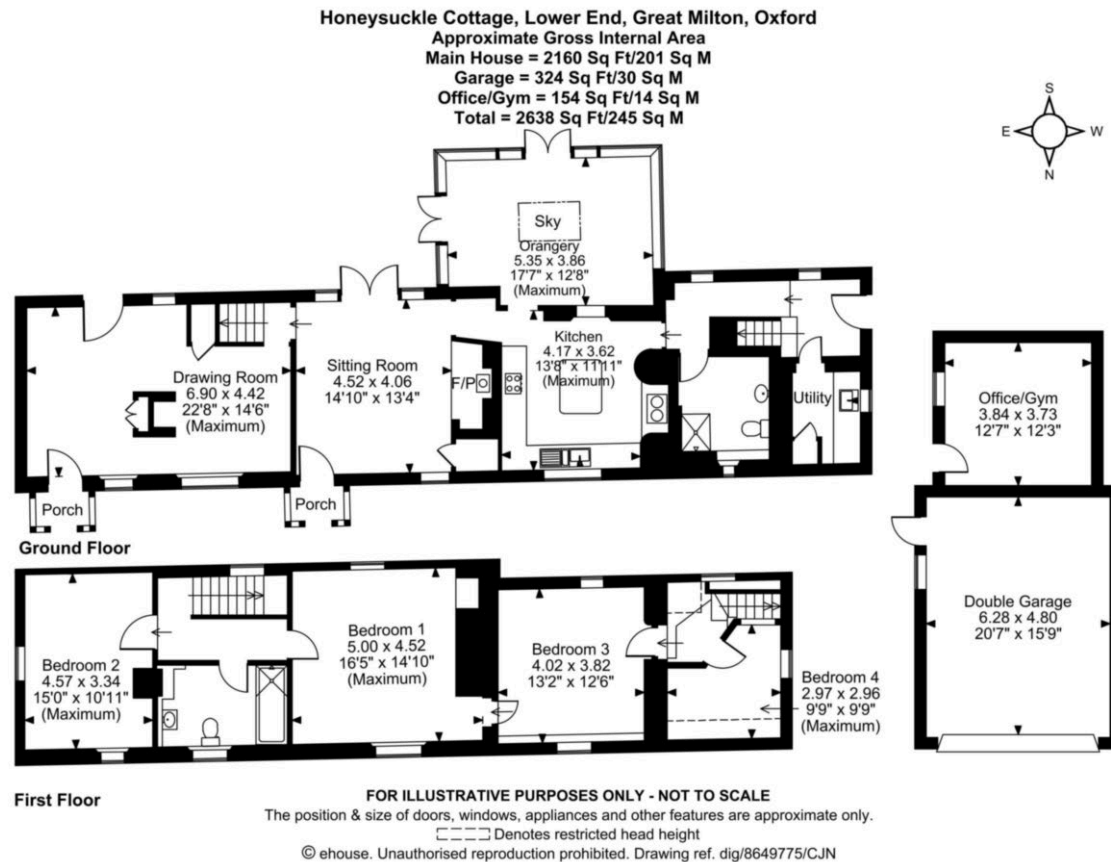 Honeysuckle Cottage, Lower End, Great Milton, Oxford
Approximate Gross Internal Area
Main House = 2160 Sq Ft/201 Sq M
Garage = 324 Sq Ft/30 Sq M
Office/Gym = 154 Sq Ft/14 Sq M
Total = 2638 Sq Ft/245 Sq M
S
E
W
N
Sky
Orangery
5.35 x 3.86
17'7" x 12'8"
(Maximum)
Drawing Room
6.90 x 4.42
22'8" x 14'6"
(Maximum)
Sitting Room
4.52 x 4.06
14'10" x 13'4"
F/P
Kitchen
4.17 x 3.62
13'8" x 11'11"
(Maximum)
Utility
Office/Gym
3.84 x 3.73
12'7" x 12'3"
Porch
Porch
Ground Floor
Double Garage
6.28 x 4.80
20'7" x 15'9"
Bedroom 2
4.57 x 3.34
15'0" x 10'11"
(Maximum)
Bedroom 1
5.00 x 4.52
16'5" x 14'10"
(Maximum)
Bedroom 3
4.02 x 3.82
13'2" x 12'6"
Bedroom 4
2.97 x 2.96
9'9" x 9'9"
(Maximum)
First Floor
FOR ILLUSTRATIVE PURPOSES ONLY - NOT TO SCALE
The position & size of doors, windows, appliances and other features are approximate only.
Denotes restricted head height
© ehouse. Unauthorised reproduction prohibited. Drawing ref. dig/8649775/CJN